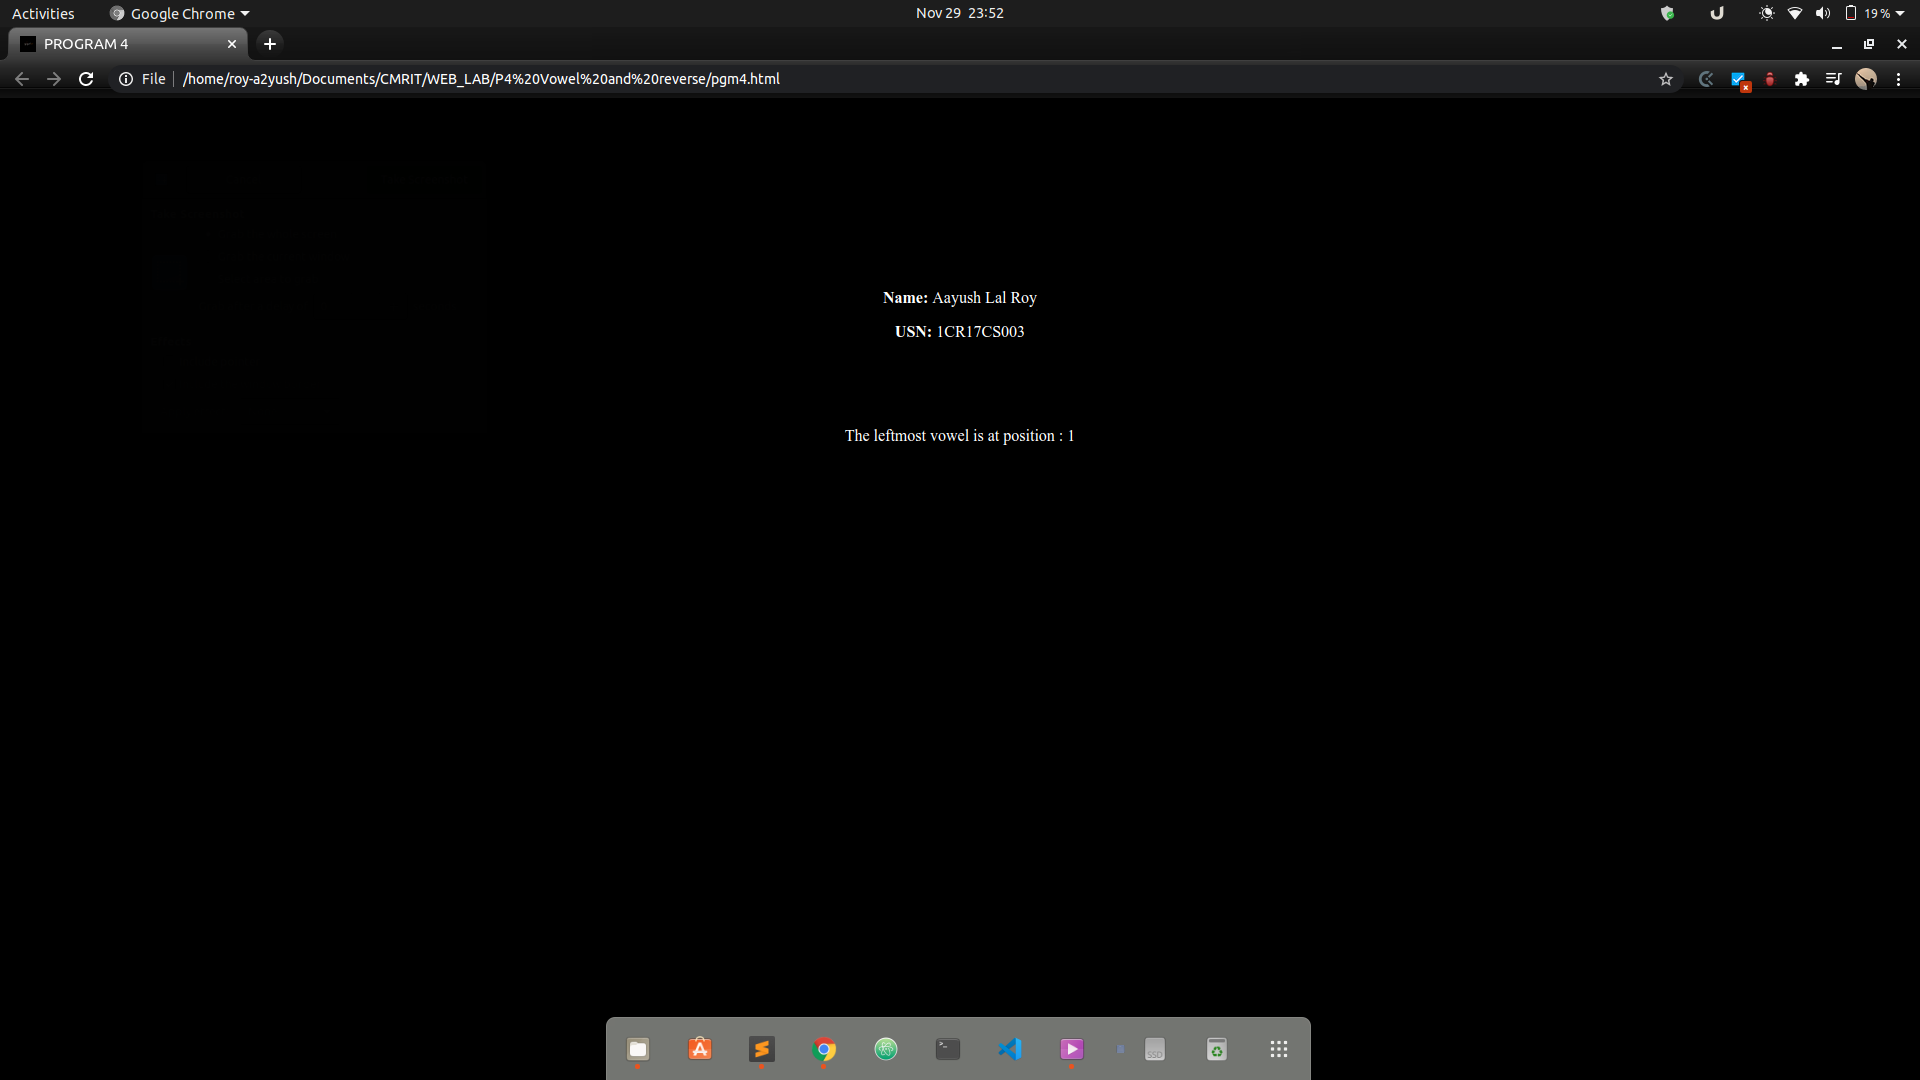 Activities Google Chrome Nov 29 23:52 19 %
PROGRAM 4
File /home/roy-a2yush/Documents/CMRIT/WEB_LAB/P4%20Vowel%20and%20reverse/pgm4.html
Name: Aayush Lal Roy
USN: 1CR17CS003
The leftmost vowel is at position : 1
SSD